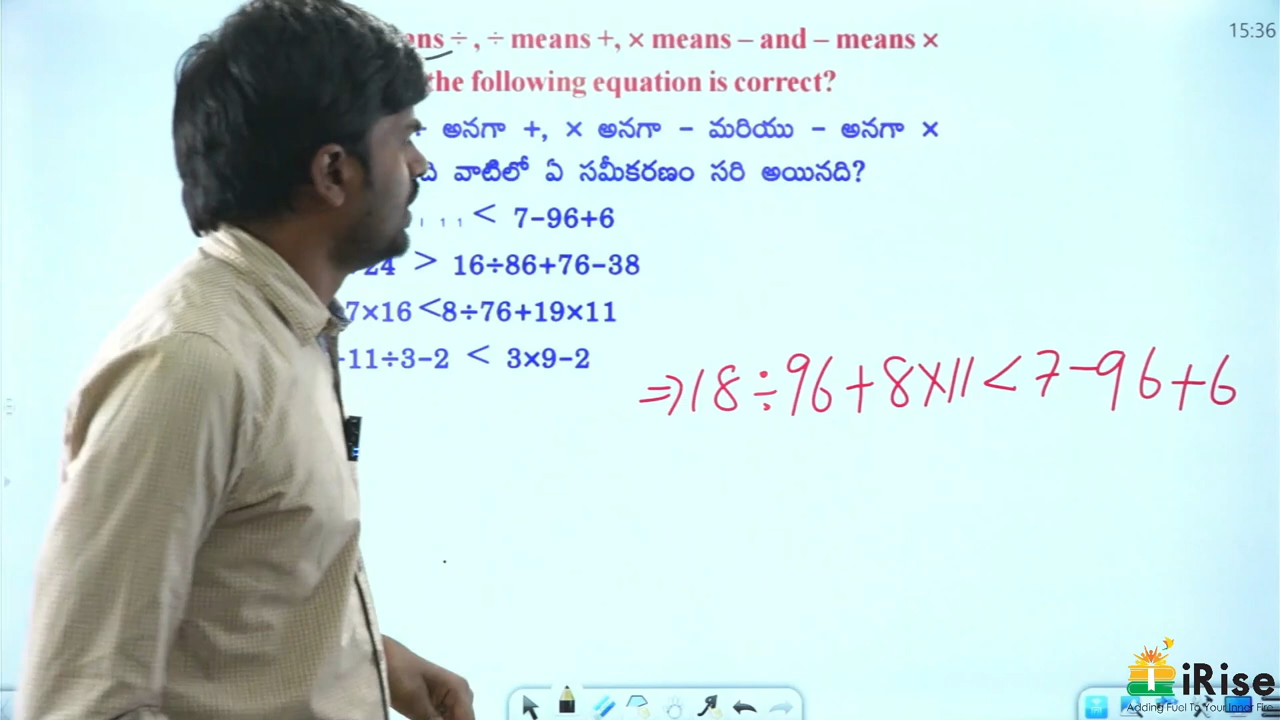 15:36
÷ , ÷ means +, × means – and – means ×
the following equation is correct?
అనగా +, × అనగా - మరియు - అనగా ×
వాటిలో ఏ సమీకరణం సరి అయినది?
< 7-96+6
24 > 16÷86+76-38
7×16 <8÷76+19×11
-11÷3-2 < 3×9-2
⇒18÷96+8×11<7-96+6
iRise
Adding Fuel To Your Inner Fire